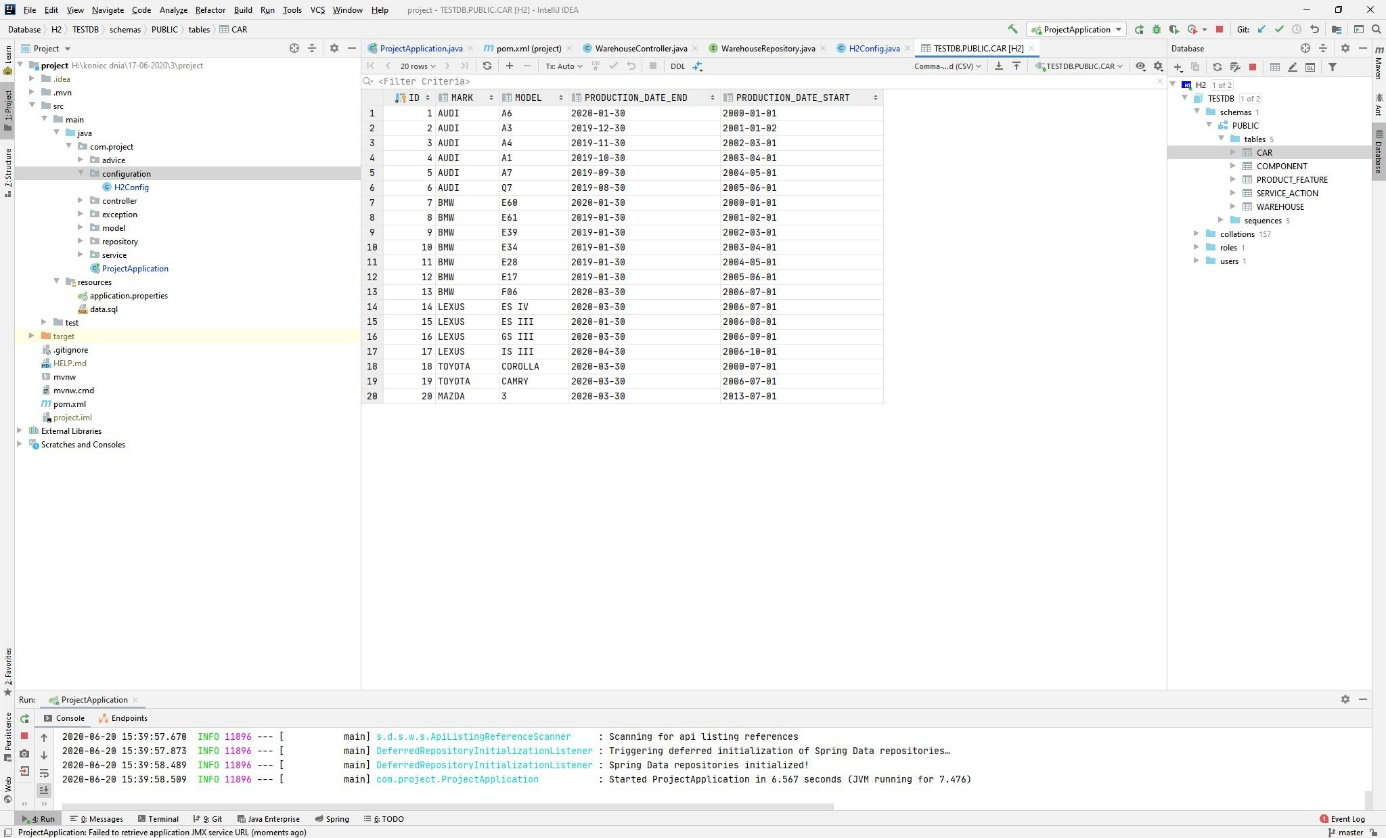 File Edit View Navigate Code Analyze Refactor Build Run Tools VCS Window Help project - TESTDB.PUBLIC.CAR [H2] - IntelliJ IDEA
Database H2 TESTDB schemas PUBLIC tables CAR ProjectApplication Git:
Project
ProjectApplication.java pom.xml (project) WarehouseController.java WarehouseRepository.java H2Config.java TESTDB.PUBLIC.CAR [H2]
Database
20 rows Tx: Auto DDL Comma-...d (CSV) TESTDB.PUBLIC.CAR
<Filter Criteria>
Learn
1: Project
Z: Structure
2: Favorites
Persistence
Web
project H:\koniec dnia\17-06-2020\3\project
.idea
.mvn
src
main
java
com.project
advice
configuration
H2Config
controller
exception
model
repository
service
ProjectApplication
resources
application.properties
data.sql
test
target
.gitignore
HELP.md
mvnw
mvnw.cmd
pom.xml
project.iml
External Libraries
Scratches and Consoles
ID MARK MODEL PRODUCTION_DATE_END PRODUCTION_DATE_START
1 1 AUDI A6 2020-01-30 2000-01-01
2 2 AUDI A3 2019-12-30 2001-01-02
3 3 AUDI A4 2019-11-30 2002-03-01
4 4 AUDI A1 2019-10-30 2003-04-01
5 5 AUDI A7 2019-09-30 2004-05-01
6 6 AUDI Q7 2019-08-30 2005-06-01
7 7 BMW E60 2020-01-30 2000-01-01
8 8 BMW E61 2019-01-30 2001-02-01
9 9 BMW E39 2019-01-30 2002-03-01
10 10 BMW E34 2019-01-30 2003-04-01
11 11 BMW E28 2019-01-30 2004-05-01
12 12 BMW E17 2019-01-30 2005-06-01
13 13 BMW F06 2020-03-30 2006-07-01
14 14 LEXUS ES IV 2020-03-30 2006-07-01
15 15 LEXUS ES III 2020-01-30 2006-08-01
16 16 LEXUS GS III 2020-03-30 2006-09-01
17 17 LEXUS IS III 2020-04-30 2006-10-01
18 18 TOYOTA COROLLA 2020-03-30 2000-07-01
19 19 TOYOTA CAMRY 2020-03-30 2006-07-01
20 20 MAZDA 3 2020-03-30 2013-07-01
H2 1 of 2
TESTDB 1 of 2
schemas 1
PUBLIC
tables 5
CAR
COMPONENT
PRODUCT_FEATURE
SERVICE_ACTION
WAREHOUSE
sequences 5
collations 157
roles 1
users 1
Maven
Ant
Database
Run: ProjectApplication
Console Endpoints
2020-06-20 15:39:57.670 INFO 11896 --- [ main] s.d.s.w.s.ApiListingReferenceScanner : Scanning for api listing references
2020-06-20 15:39:57.873 INFO 11896 --- [ main] DeferredRepositoryInitializationListener : Triggering deferred initialization of Spring Data repositories…
2020-06-20 15:39:58.489 INFO 11896 --- [ main] DeferredRepositoryInitializationListener : Spring Data repositories initialized!
2020-06-20 15:39:58.509 INFO 11896 --- [ main] com.project.ProjectApplication : Started ProjectApplication in 6.567 seconds (JVM running for 7.476)
4: Run 0: Messages Terminal 9: Git Java Enterprise Spring 6: TODO 1 Event Log
ProjectApplication: Failed to retrieve application JMX service URL (moments ago) master